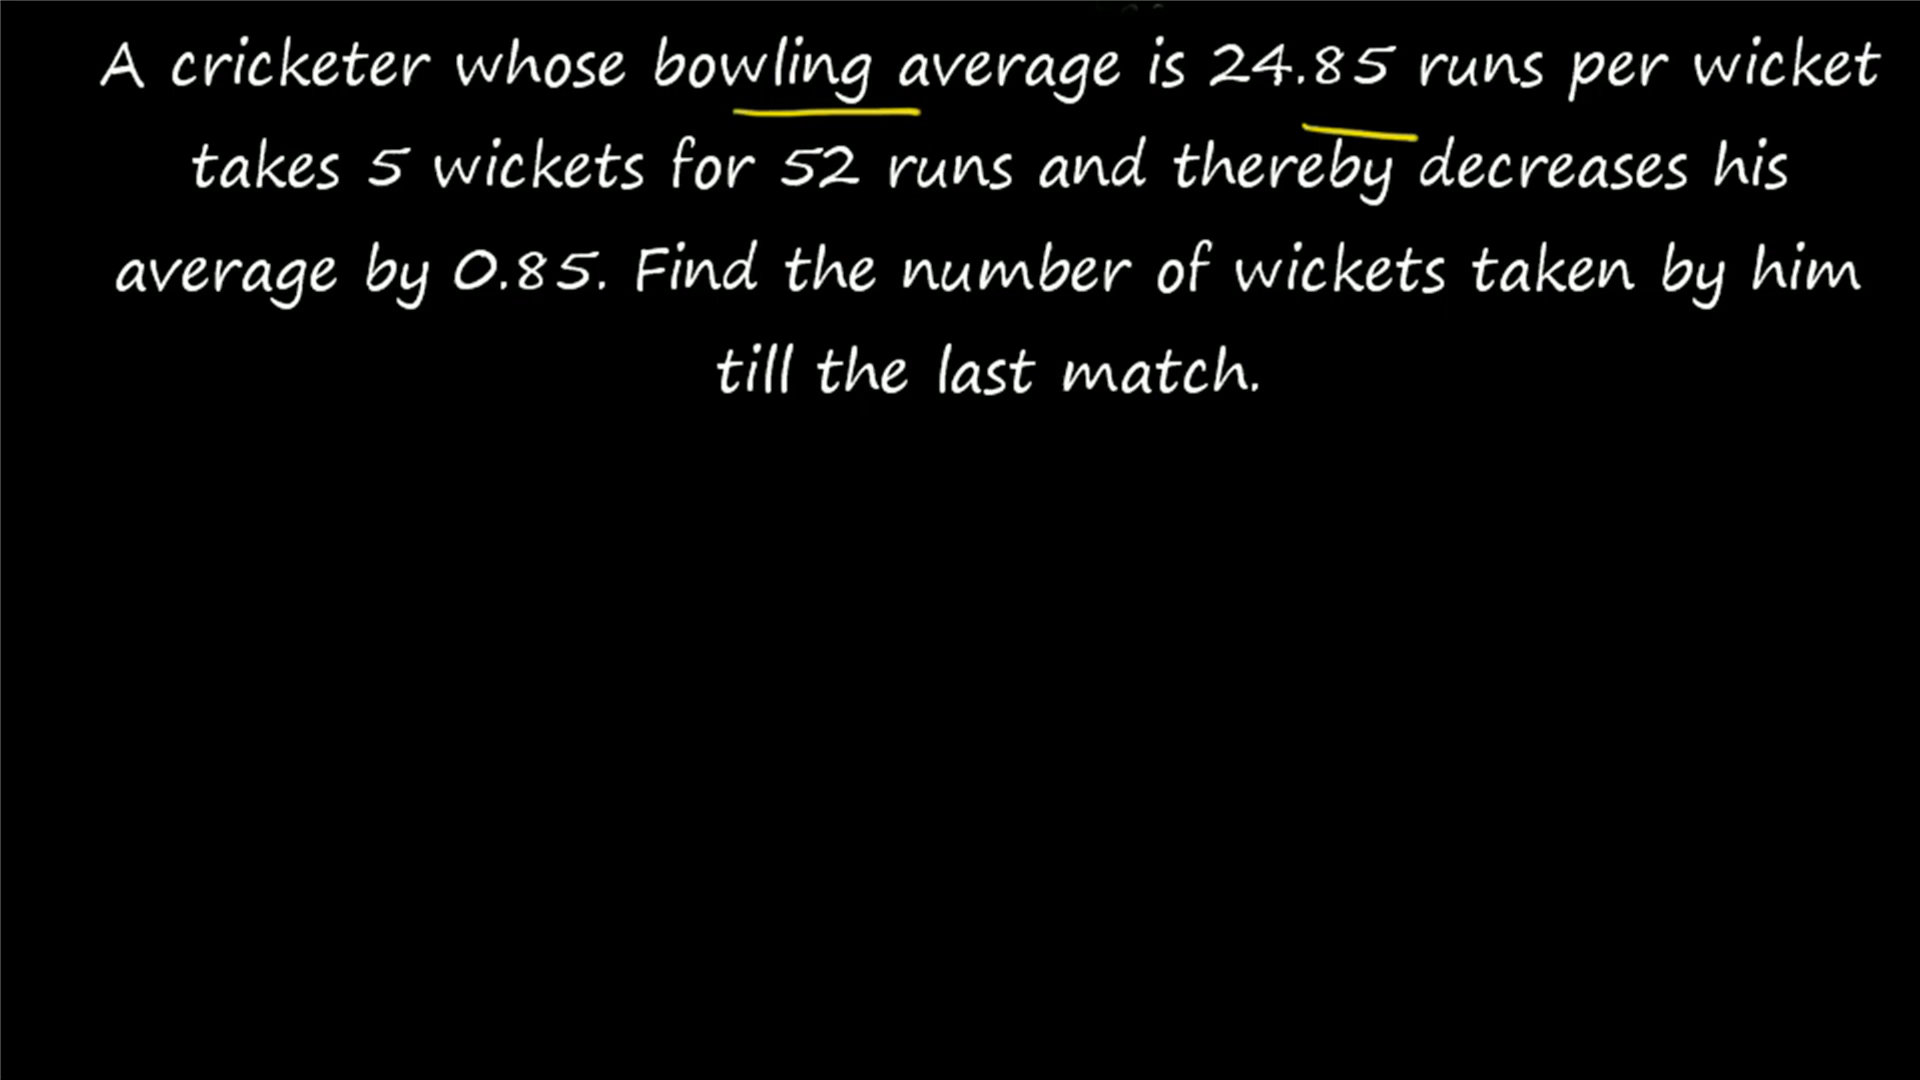 A cricketer whose bowling average is 24.85 runs per wicket
takes 5 wickets for 52 runs and thereby decreases his
average by 0.85. Find the number of wickets taken by him
till the last match.